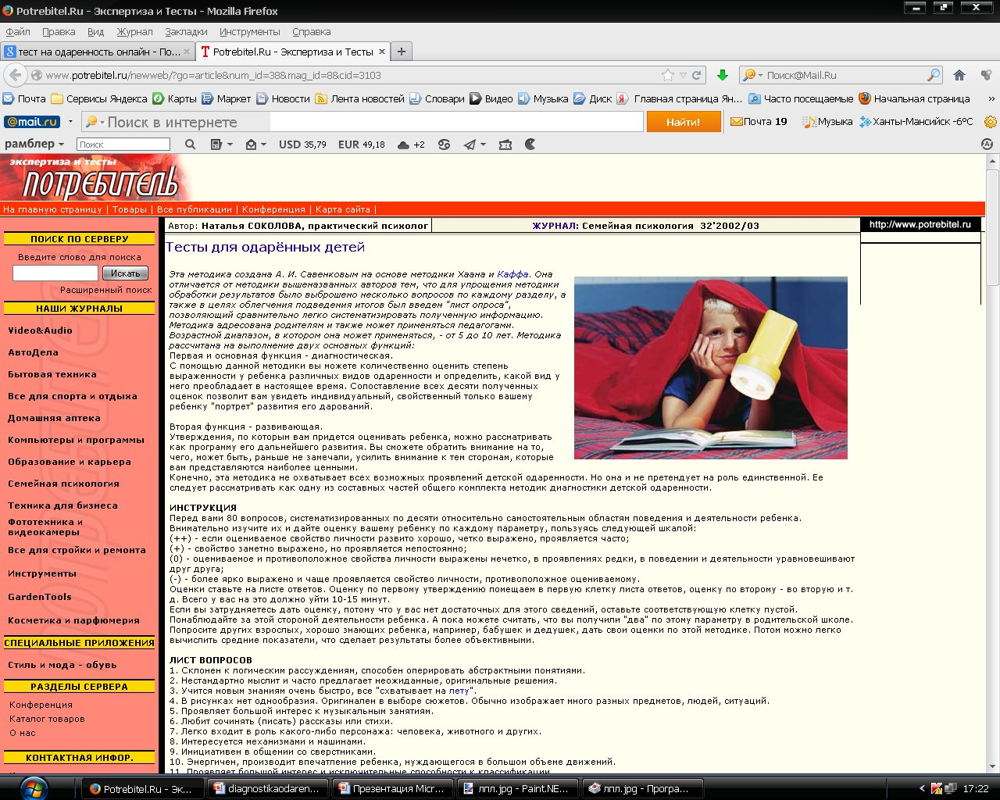 Potrebitel.Ru - Экспертиза и Тесты - Mozilla Firefox
Файл Правка Вид Журнал Закладки Инструменты Справка
тест на одаренность онлайн - По... Potrebitel.Ru - Экспертиза и Тесты
www.potrebitel.ru/newweb/?go=article&num_id=38&mag_id=8&cid=3103 Поиск@Mail.Ru
Почта Сервисы Яндекса Карты Маркет Новости Лента новостей Словари Видео Музыка Диск Главная страница Ян... Часто посещаемые Начальная страница »
@mail.ru Поиск в интернете Найти! Почта 19 Музыка Ханты-Мансийск -6°C
рамблер Поиск USD 35,79 EUR 49,18 +2
экспертиза и тесты
ПОТРЕБИТЕЛЬ
На главную страницу | Товары | Все публикации | Конференция | Карта сайта |
ПОИСК ПО СЕРВЕРУ
Введите слово для поиска
Искать
Расширенный поиск
НАШИ ЖУРНАЛЫ
Video&Audio
АвтоДела
Бытовая техника
Все для спорта и отдыха
Домашняя аптека
Компьютеры и программы
Образование и карьера
Семейная психология
Техника для бизнеса
Фототехника и
видеокамеры
Все для стройки и ремонта
Инструменты
GardenTools
Косметика и парфюмерия
СПЕЦИАЛЬНЫЕ ПРИЛОЖЕНИЯ
Стиль и мода - обувь
РАЗДЕЛЫ СЕРВЕРА
Конференция
Каталог товаров
О нас
КОНТАКТНАЯ ИНФОР.
Автор: Наталья СОКОЛОВА, практический психолог ЖУРНАЛ: Семейная психология 32'2002/03
http://www.potrebitel.ru
Тесты для одарённых детей
Эта методика создана А. И. Савенковым на основе методики Хаана и Каффа. Она
отличается от методики вышеназванных авторов тем, что для упрощения методики
обработки результатов было выброшено несколько вопросов по каждому разделу, а
также в целях облегчения подведения итогов был введен "лист опроса",
позволяющий сравнительно легко систематизировать полученную информацию.
Методика адресована родителям и также может применяться педагогами.
Возрастной диапазон, в котором она может применяться, - от 5 до 10 лет. Методика
рассчитана на выполнение двух основных функций:
Первая и основная функция - диагностическая.
С помощью данной методики вы можете количественно оценить степень
выраженности у ребенка различных видов одаренности и определить, какой вид у
него преобладает в настоящее время. Сопоставление всех десяти полученных
оценок позволит вам увидеть индивидуальный, свойственный только вашему
ребенку "портрет" развития его дарований.
Вторая функция - развивающая.
Утверждения, по которым вам придется оценивать ребенка, можно рассматривать
как программу его дальнейшего развития. Вы сможете обратить внимание на то,
чего, может быть, раньше не замечали, усилить внимание к тем сторонам, которые
вам представляются наиболее ценными.
Конечно, эта методика не охватывает всех возможных проявлений детской одаренности. Но она и не претендует на роль единственной. Ее
следует рассматривать как одну из составных частей общего комплекта методик диагностики детской одаренности.
ИНСТРУКЦИЯ
Перед вами 80 вопросов, систематизированных по десяти относительно самостоятельным областям поведения и деятельности ребенка.
Внимательно изучите их и дайте оценку вашему ребенку по каждому параметру, пользуясь следующей шкалой:
(++) - если оцениваемое свойство личности развито хорошо, четко выражено, проявляется часто;
(+) - свойство заметно выражено, но проявляется непостоянно;
(0) - оцениваемое и противоположное свойства личности выражены нечетко, в проявлениях редки, в поведении и деятельности уравновешивают
друг друга;
(-) - более ярко выражено и чаще проявляется свойство личности, противоположное оцениваемому.
Оценки ставьте на листе ответов. Оценку по первому утверждению помещаем в первую клетку листа ответов, оценку по второму - во вторую и т.
д. Всего у вас на это должно уйти 10-15 минут.
Если вы затрудняетесь дать оценку, потому что у вас нет достаточных для этого сведений, оставьте соответствующую клетку пустой.
Понаблюдайте за этой стороной деятельности ребенка. А пока можете считать, что вы получили "два" по этому параметру в родительской школе.
Попросите других взрослых, хорошо знающих ребенка, например, бабушек и дедушек, дать свои оценки по этой методике. Потом можно легко
вычислить средние показатели, что сделает результаты более объективными.
ЛИСТ ВОПРОСОВ
1. Склонен к логическим рассуждениям, способен оперировать абстрактными понятиями.
2. Нестандартно мыслит и часто предлагает неожиданные, оригинальные решения.
3. Учится новым знаниям очень быстро, все "схватывает на лету".
4. В рисунках нет однообразия. Оригинален в выборе сюжетов. Обычно изображает много разных предметов, людей, ситуаций.
5. Проявляет большой интерес к музыкальным занятиям.
6. Любит сочинять (писать) рассказы или стихи.
7. Легко входит в роль какого-либо персонажа: человека, животного и других.
8. Интересуется механизмами и машинами.
9. Инициативен в общении со сверстниками.
10. Энергичен, производит впечатление ребенка, нуждающегося в большом объеме движений.
11. Проявляет большой интерес и исключительные способности к классификации.
Potrebitel.Ru - Эк... diagnostikaodaren... Презентация Micr... лпл.jpg - Paint.NE... лпл.jpg - Програ... 17:22